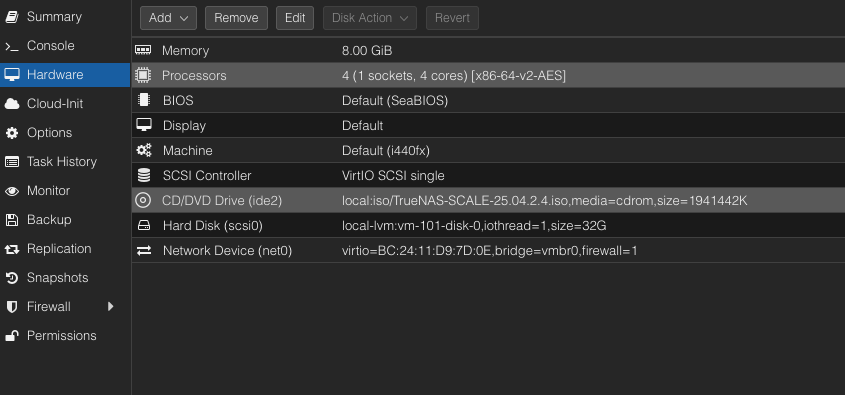 Summary
Console
Hardware
Cloud-Init
Options
Task History
Monitor
Backup
Replication
Snapshots
Firewall
Permissions
Add Remove Edit Disk Action Revert
Memory 8.00 GiB
Processors 4 (1 sockets, 4 cores) [x86-64-v2-AES]
BIOS Default (SeaBIOS)
Display Default
Machine Default (i440fx)
SCSI Controller VirtIO SCSI single
CD/DVD Drive (ide2) local:iso/TrueNAS-SCALE-25.04.2.4.iso,media=cdrom,size=1941442K
Hard Disk (scsi0) local-lvm:vm-101-disk-0,iothread=1,size=32G
Network Device (net0) virtio=BC:24:11:D9:7D:0E,bridge=vmbr0,firewall=1